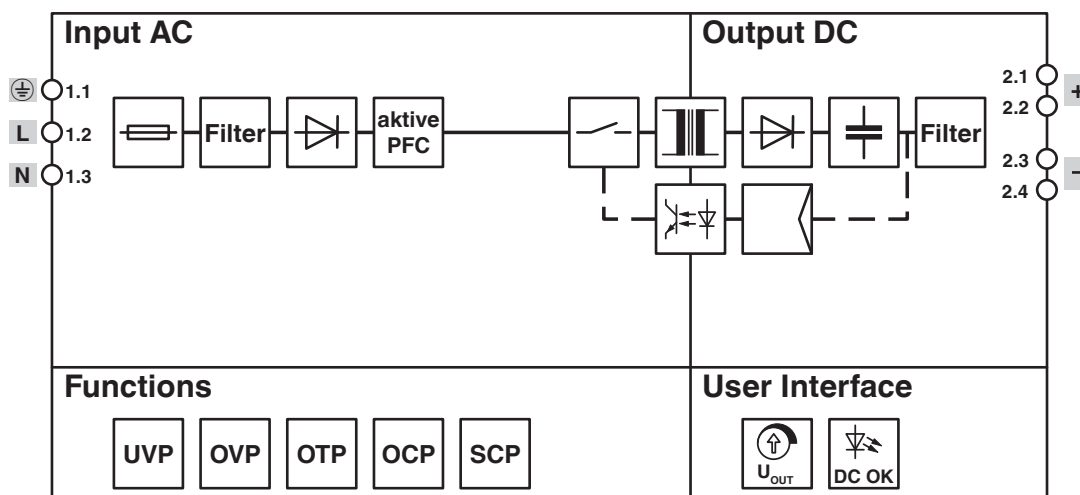 Input AC
Output DC
1.1
L 1.2
N 1.3
Filter
aktive
PFC
Filter
2.1
2.2
+
2.3
2.4
–
Functions
User Interface
UVP
OVP
OTP
OCP
SCP
UOUT
DC OK